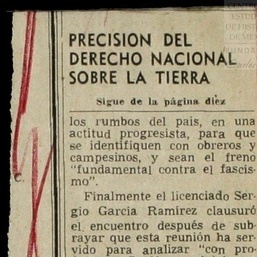 PRECISION DEL
DERECHO NACIONAL
SOBRE LA TIERRA
Sigue de la página diez
los rumbos del país, en una
actitud progresista, para que
se identifiquen con obreros y
campesinos, y sean el freno
"fundamental contra el fascis-
mo".
Finalmente el licenciado Ser-
gio García Ramírez clausuró
el encuentro después de sub-
rayar que esta reunión ha ser-
vido para analizar "con pro-